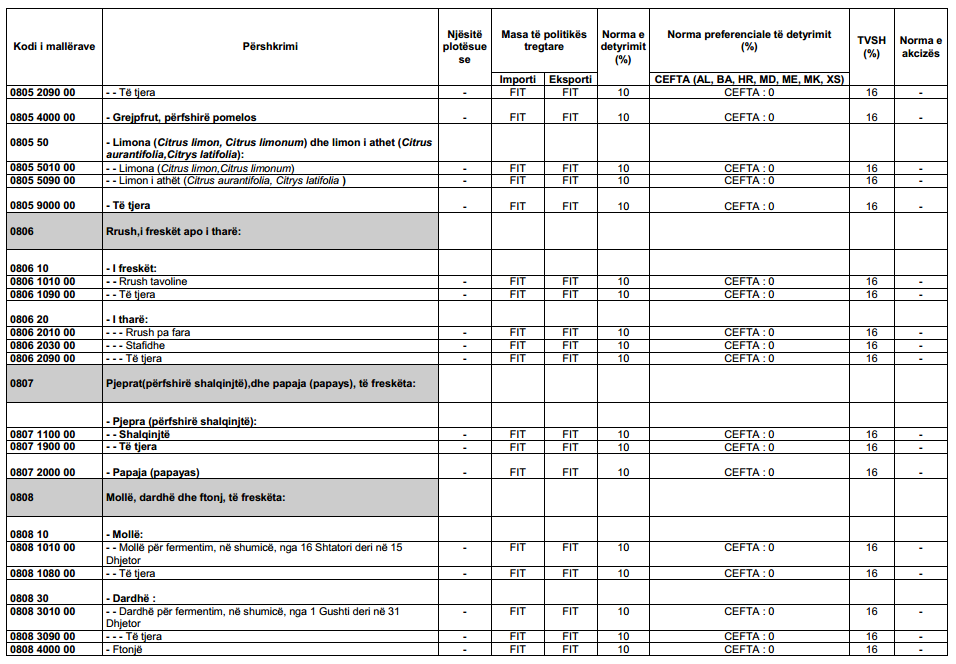 Kodi i mallërave Përshkrimi Njësitë plotësue se Masa të politikës tregtare Norma e detyrimit (%) Norma preferenciale të detyrimit (%) TVSH (%) Norma e akcizës
Importi Eksporti CEFTA (AL, BA, HR, MD, ME, MK, XS)
0805 2090 00 - - Të tjera - FIT FIT 10 CEFTA : 0 16 -
0805 4000 00 - Grejpfrut, përfshirë pomelos - FIT FIT 10 CEFTA : 0 16 -
0805 50 - Limona (Citrus limon, Citrus limonum) dhe limon i athet (Citrus
aurantifolia,Citrys latifolia):
0805 5010 00 - - Limona (Citrus limon,Citrus limonum) - FIT FIT 10 CEFTA : 0 16 -
0805 5090 00 - - Limon i athët (Citrus aurantifolia, Citrys latifolia ) - FIT FIT 10 CEFTA : 0 16 -
0805 9000 00 - Të tjera - FIT FIT 10 CEFTA : 0 16 -
0806 Rrush,i freskët apo i tharë:
0806 10 - I freskët:
0806 1010 00 - - Rrush tavoline - FIT FIT 10 CEFTA : 0 16 -
0806 1090 00 - - Të tjera - FIT FIT 10 CEFTA : 0 16 -
0806 20 - I tharë:
0806 2010 00 - - - Rrush pa fara - FIT FIT 10 CEFTA : 0 16 -
0806 2030 00 - - - Stafidhe - FIT FIT 10 CEFTA : 0 16 -
0806 2090 00 - - - Të tjera - FIT FIT 10 CEFTA : 0 16 -
0807 Pjeprat(përfshirë shalqinjtë),dhe papaja (papays), të freskëta:
- Pjepra (përfshirë shalqinjtë):
0807 1100 00 - - Shalqinjtë - FIT FIT 10 CEFTA : 0 16 -
0807 1900 00 - - Të tjera - FIT FIT 10 CEFTA : 0 16 -
0807 2000 00 - Papaja (papayas) - FIT FIT 10 CEFTA : 0 16 -
0808 Mollë, dardhë dhe ftonj, të freskëta:
0808 10 - Mollë:
0808 1010 00 - - Mollë për fermentim, në shumicë, nga 16 Shtatori deri në 15 - FIT FIT 10 CEFTA : 0 16 -
Dhjetor
0808 1080 00 - - Të tjera - FIT FIT 10 CEFTA : 0 16 -
0808 30 - Dardhë :
0808 3010 00 - - Dardhë për fermentim, në shumicë, nga 1 Gushti deri në 31 - FIT FIT 10 CEFTA : 0 16 -
Dhjetor
0808 3090 00 - - - Të tjera - FIT FIT 10 CEFTA : 0 16 -
0808 4000 00 - Ftonjë - FIT FIT 10 CEFTA : 0 16 -